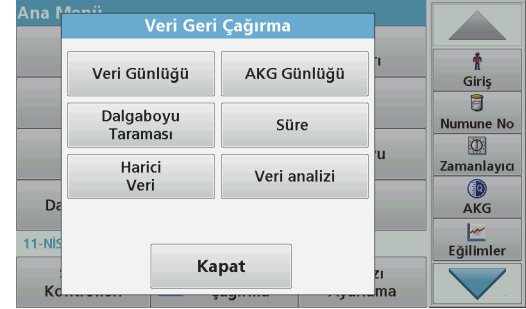 Ana Menü
Veri Geri Çağırma
Veri Günlüğü
AKG Günlüğü
Dalgaboyu
Taraması
Süre
Harici
Veri
Veri analizi
Kapat
11-NİS
Giriş
Numune No
Zamanlayıcı
AKG
Eğilimler